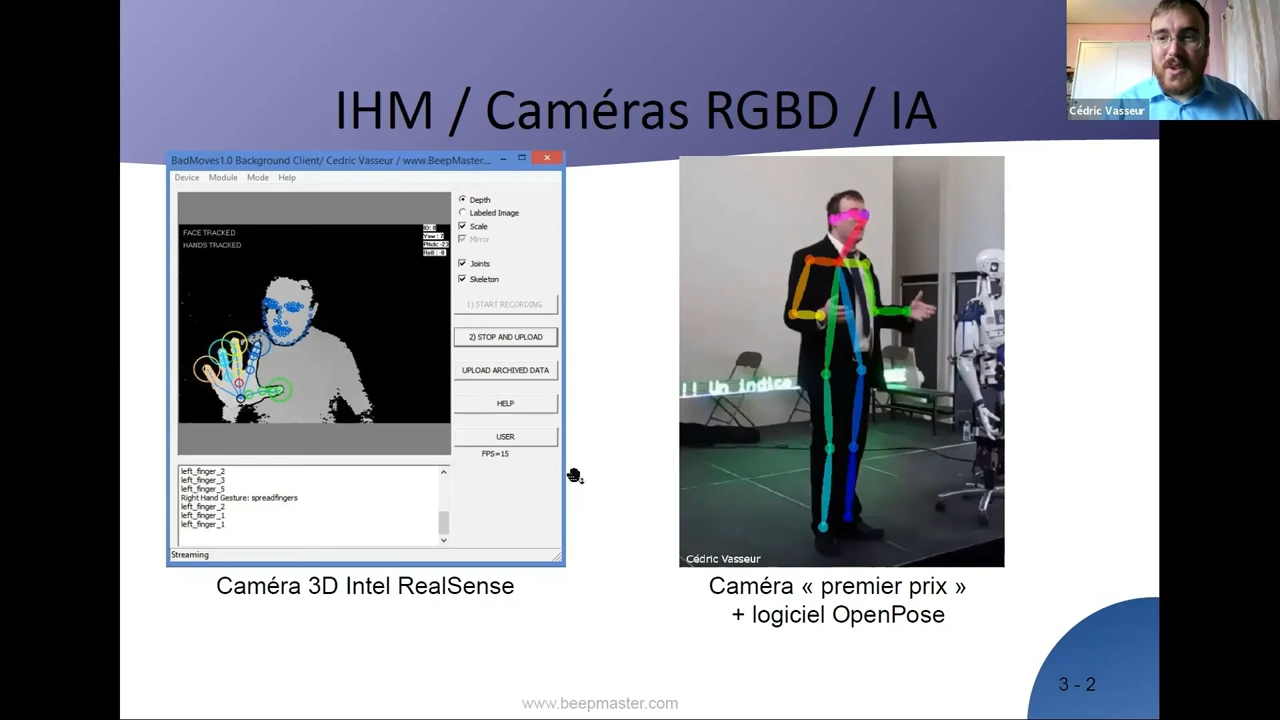 IHM / Caméras RGBD / IA
Cédric Vasseur
BadMoves1.0 Background Client/ Cedric Vasseur / www.BeepMaster....
Device Module Mode Help
FACE TRACKED
HANDS TRACKED
Depth
Labeled Image
Scale
Mirror
Joints
Skeleton
1) START RECORDING
2) STOP AND UPLOAD
UPLOAD ARCHIVED DATA
HELP
USER
FPS=15
left_finger_2
left_finger_3
left_finger_5
Right Hand Gesture: spreadfingers
left_finger_2
left_finger_1
left_finger_1
Streaming
|| Un indice
Cédric Vasseur
Caméra 3D Intel RealSense
Caméra « premier prix »
+ logiciel OpenPose
3 - 2
www.beepmaster.com